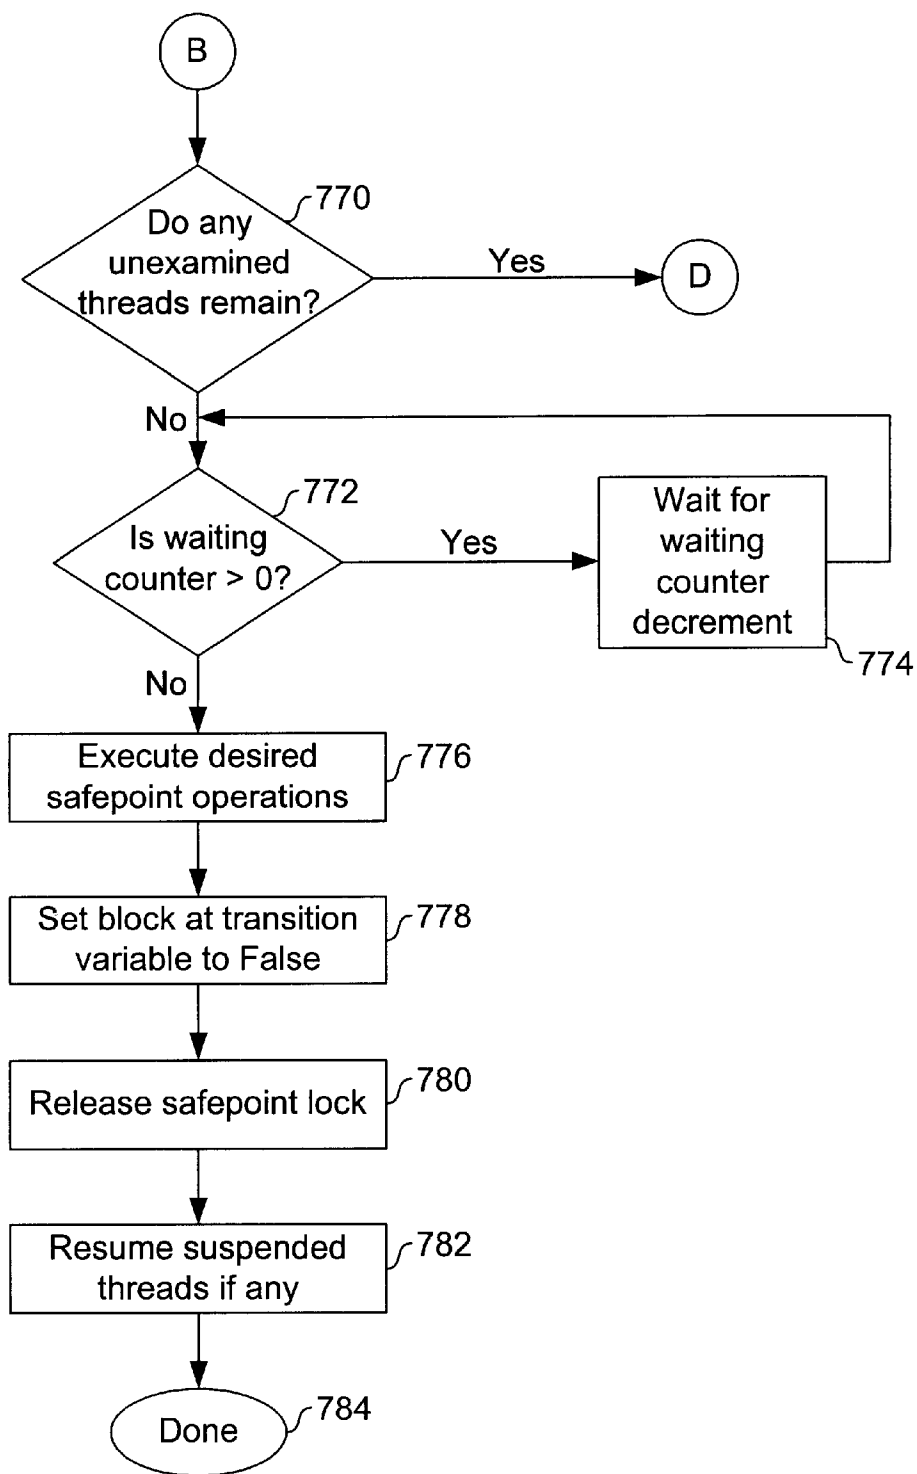 B
770
Do any
unexamined
threads remain?
Yes
D
No
772
Is waiting
counter > 0?
Yes
Wait for
waiting
counter
decrement
774
No
Execute desired
safepoint operations
776
Set block at transition
variable to False
778
Release safepoint lock
780
Resume suspended
threads if any
782
Done
784